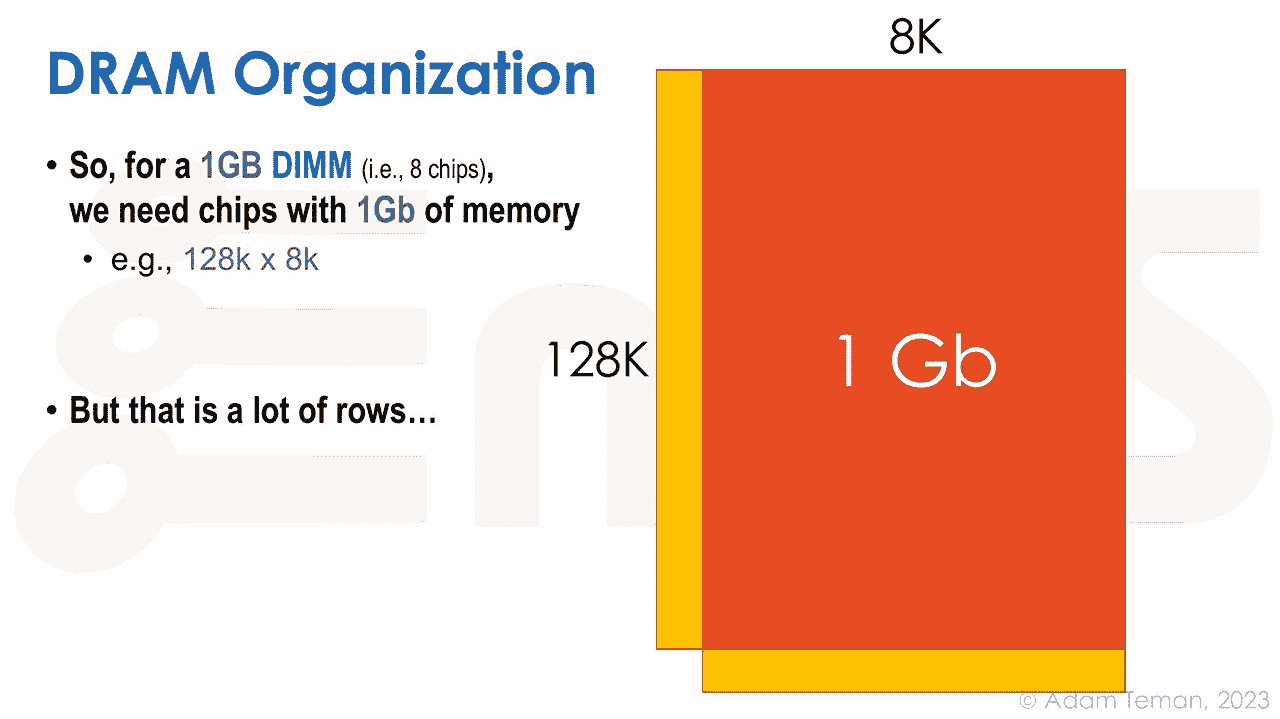 DRAM Organization
• So, for a 1GB DIMM (i.e., 8 chips),
we need chips with 1Gb of memory
• e.g., 128k x 8k
• But that is a lot of rows…
8K
128K
1 Gb
© Adam Teman, 2023